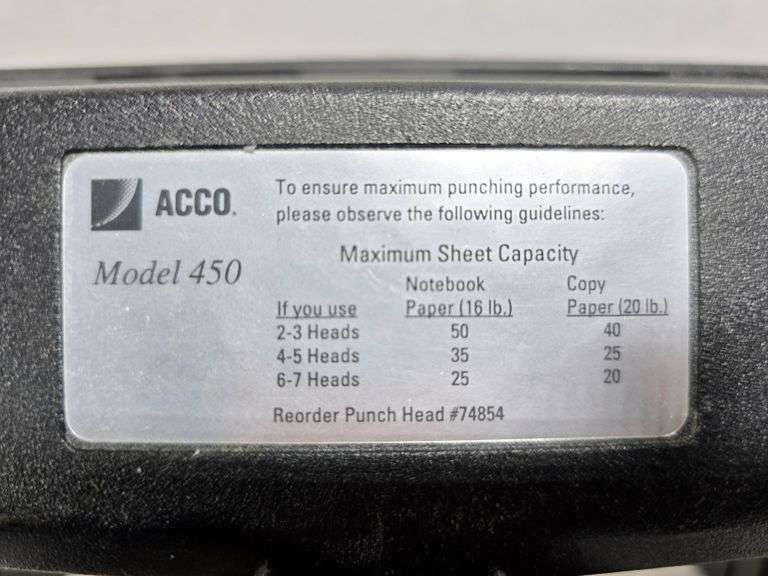 ACCO.
Model 450
To ensure maximum punching performance,
please observe the following guidelines:
Maximum Sheet Capacity
Notebook Copy
If you use Paper (16 lb.) Paper (20 lb.)
2-3 Heads 50 40
4-5 Heads 35 25
6-7 Heads 25 20
Reorder Punch Head #74854